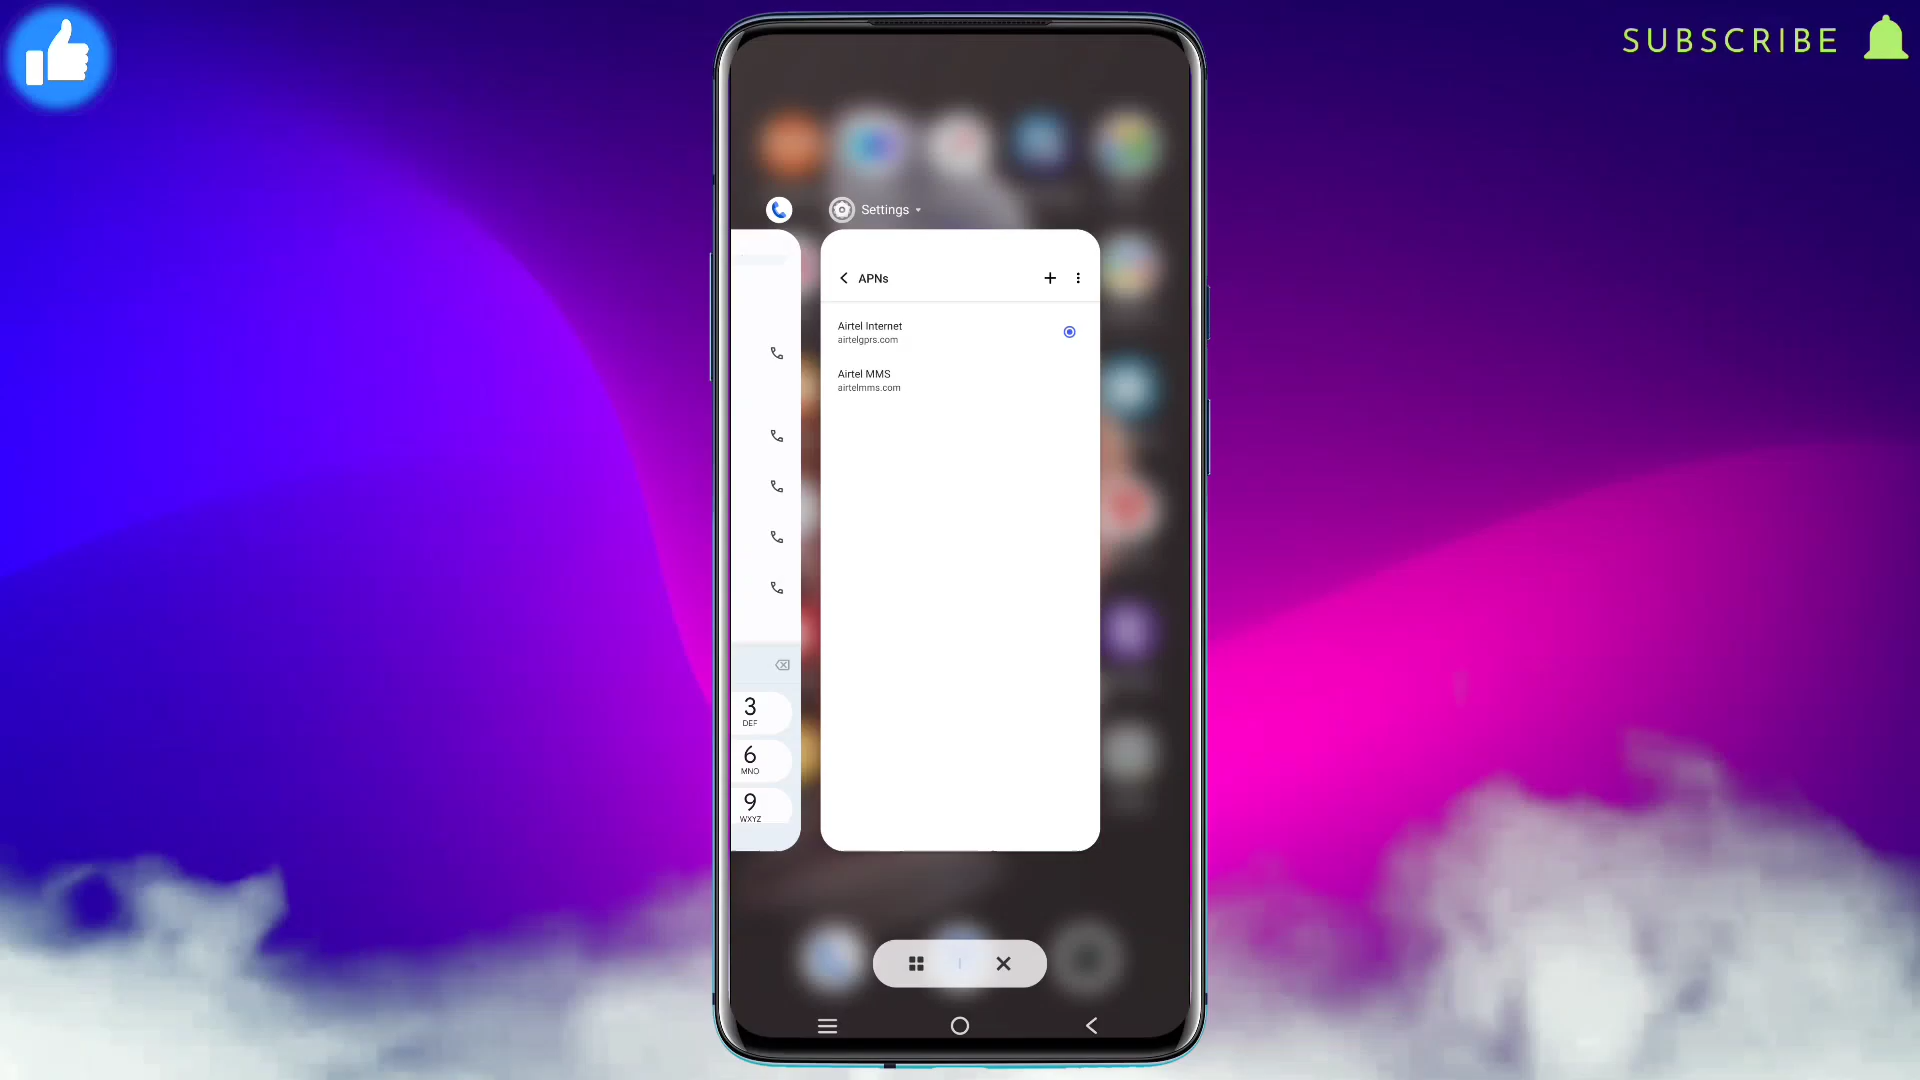 SUBSCRIBE
Settings
APNs
Airtel Internet
airtelgprs.com
Airtel MMS
airtelmms.com
3
DEF
6
MNO
9
WXYZ